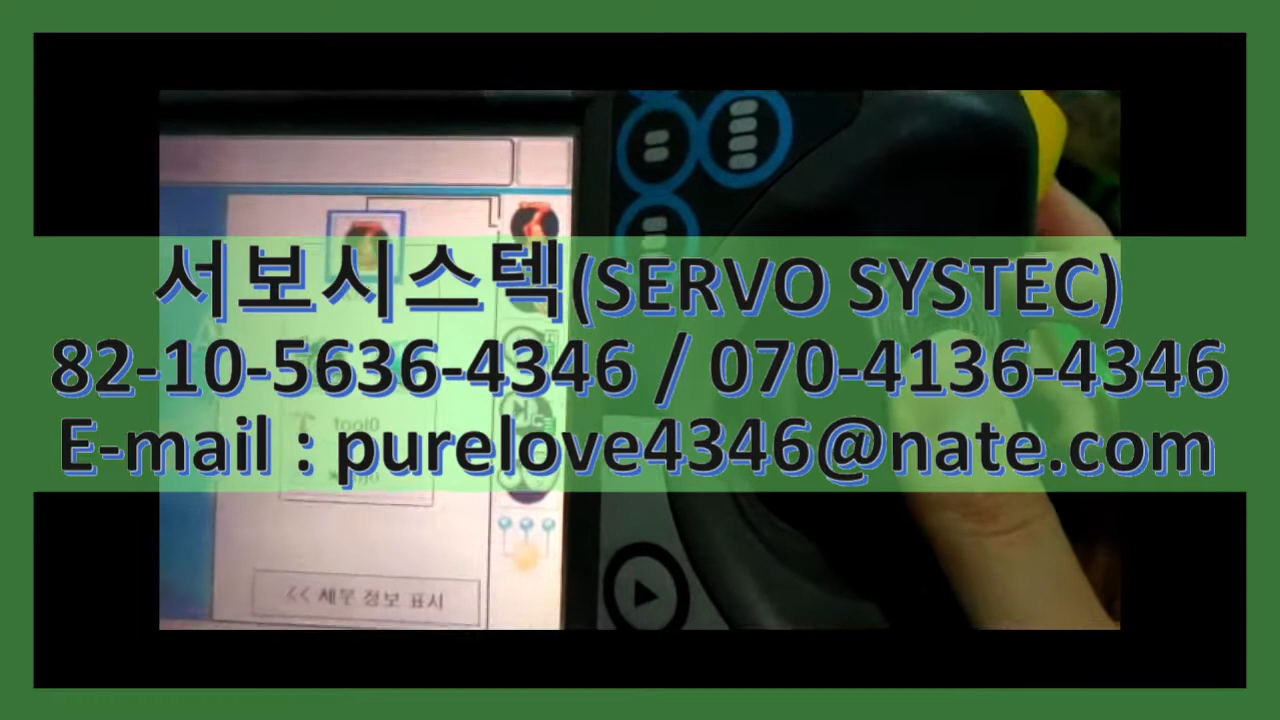 서보시스텍(SERVO SYSTEC)
82-10-5636-4346 / 070-4136-4346
E-mail : purelove4346@nate.com
tool0
<< 세부 정보 표시